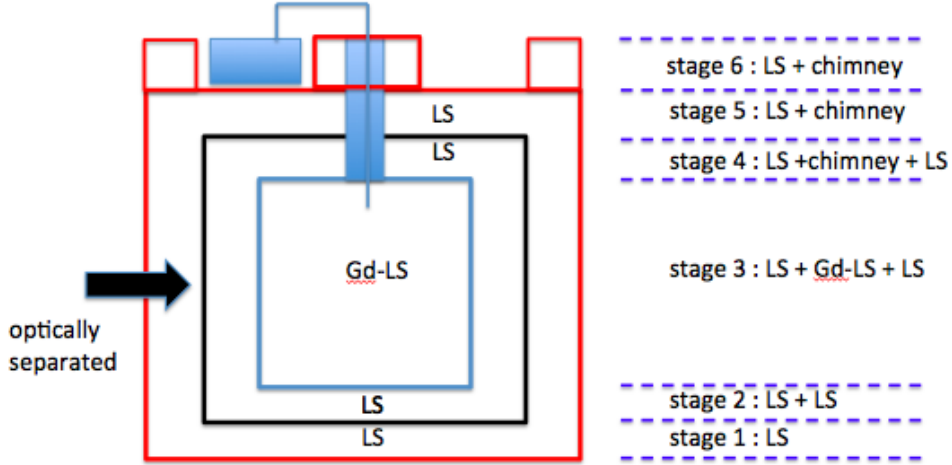 stage 6 : LS + chimney
LS
stage 5 : LS + chimney
LS
stage 4 : LS +chimney + LS
Gd-LS
stage 3 : LS + Gd-LS + LS
optically
separated
LS
stage 2 : LS + LS
LS
stage 1 : LS